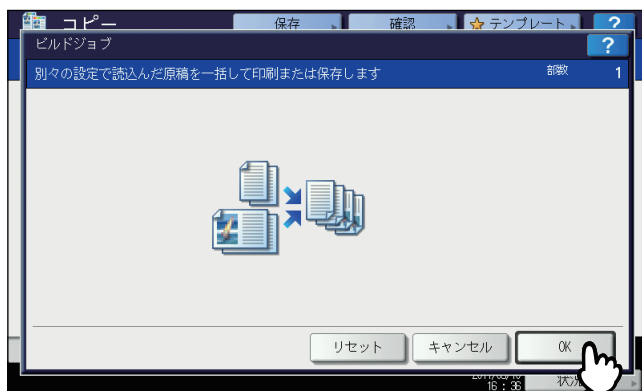 コピー 保存 確認 テンプレート ?
ビルドジョブ ?
別々の設定で読込んだ原稿を一括して印刷または保存します 部数 1
リセット キャンセル OK
16:36